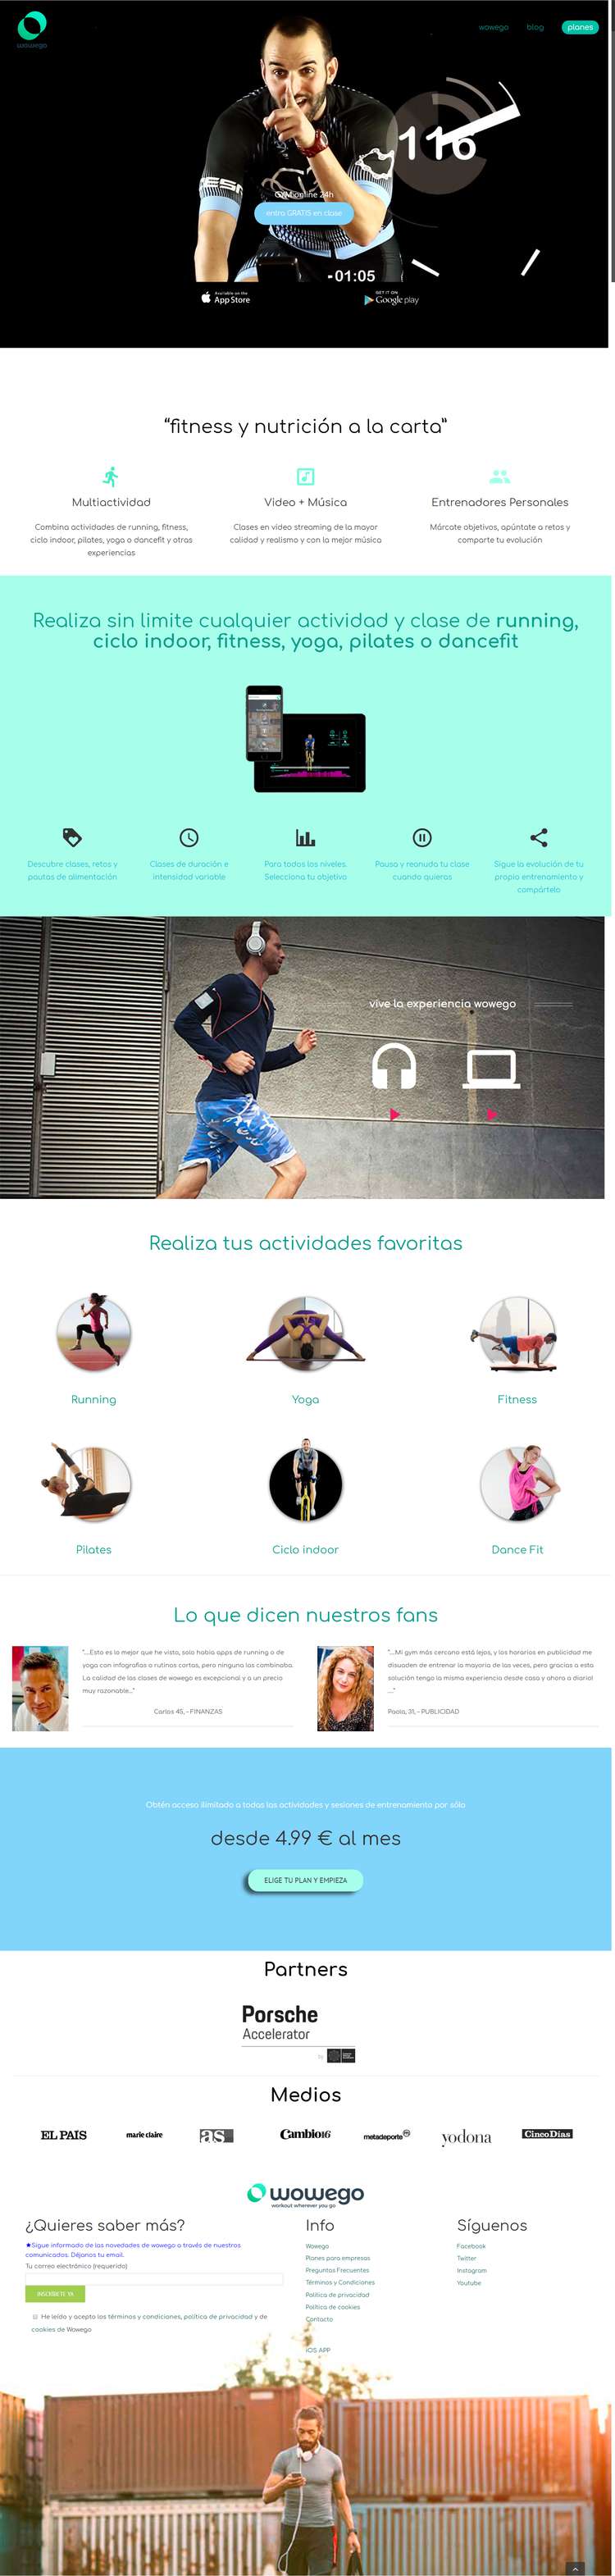 wowego
wowego blog planes
116
GYM online 24h
entra GRATIS en clase
-01:05
Available on the
App Store
GET IT ON
Google play
“fitness y nutrición a la carta”
Multiactividad
Combina actividades de running, fitness,
ciclo indoor, pilates, yoga o dancefit y otras
experiencias
Video + Música
Clases en video streaming de la mayor
calidad y realismo y con la mejor música
Entrenadores Personales
Márcate objetivos, apúntate a retos y
comparte tu evolución
Realiza sin limite cualquier actividad y clase de running,
ciclo indoor, fitness, yoga, pilates o dancefit
Descubre clases, retos y
pautas de alimentación
Clases de duración e
intensidad variable
Para todos los niveles.
Selecciona tu objetivo
Pausa y reanuda tu clase
cuando quieras
Sigue la evolución de tu
propio entrenamiento y
compártelo
vive la experiencia wowego
Realiza tus actividades favoritas
Running
Yoga
Fitness
Pilates
Ciclo indoor
Dance Fit
Lo que dicen nuestros fans
"...Esto es lo mejor que he visto, solo había apps de running o de
yoga con infografías o rutinas cortas, pero ninguna las combinaba.
La calidad de las clases de wowego es excepcional y a un precio
muy razonable..."
Carlos 45, – FINANZAS
"...Mi gym más cercano está lejos, y los horarios en publicidad me
disuaden de entrenar la mayoría de las veces, pero gracias a esta
solución tengo la misma experiencia desde casa y ahora a diario!
..."
Paola, 31, – PUBLICIDAD
Obtén acceso ilimitado a todas las actividades y sesiones de entrenamiento por sólo
desde 4.99 € al mes
ELIGE TU PLAN Y EMPIEZA
Partners
Porsche
Accelerator
Medios
EL PAIS
marie claire
as
Cambio16
metadeporte
yodona
CincoDías
wowego
workout wherever you go
¿Quieres saber más?
★Sigue informado de las novedades de wowego a través de nuestros
comunicados. Déjanos tu email.
Tu correo electrónico (requerido)
INSCRÍBETE YA
He leído y acepto los términos y condiciones, política de privacidad y de
cookies de Wowego
Info
Wowego
Planes para empresas
Preguntas Frecuentes
Términos y Condiciones
Política de privacidad
Política de cookies
Contacto
iOS APP
Síguenos
Facebook
Twitter
Instagram
Youtube